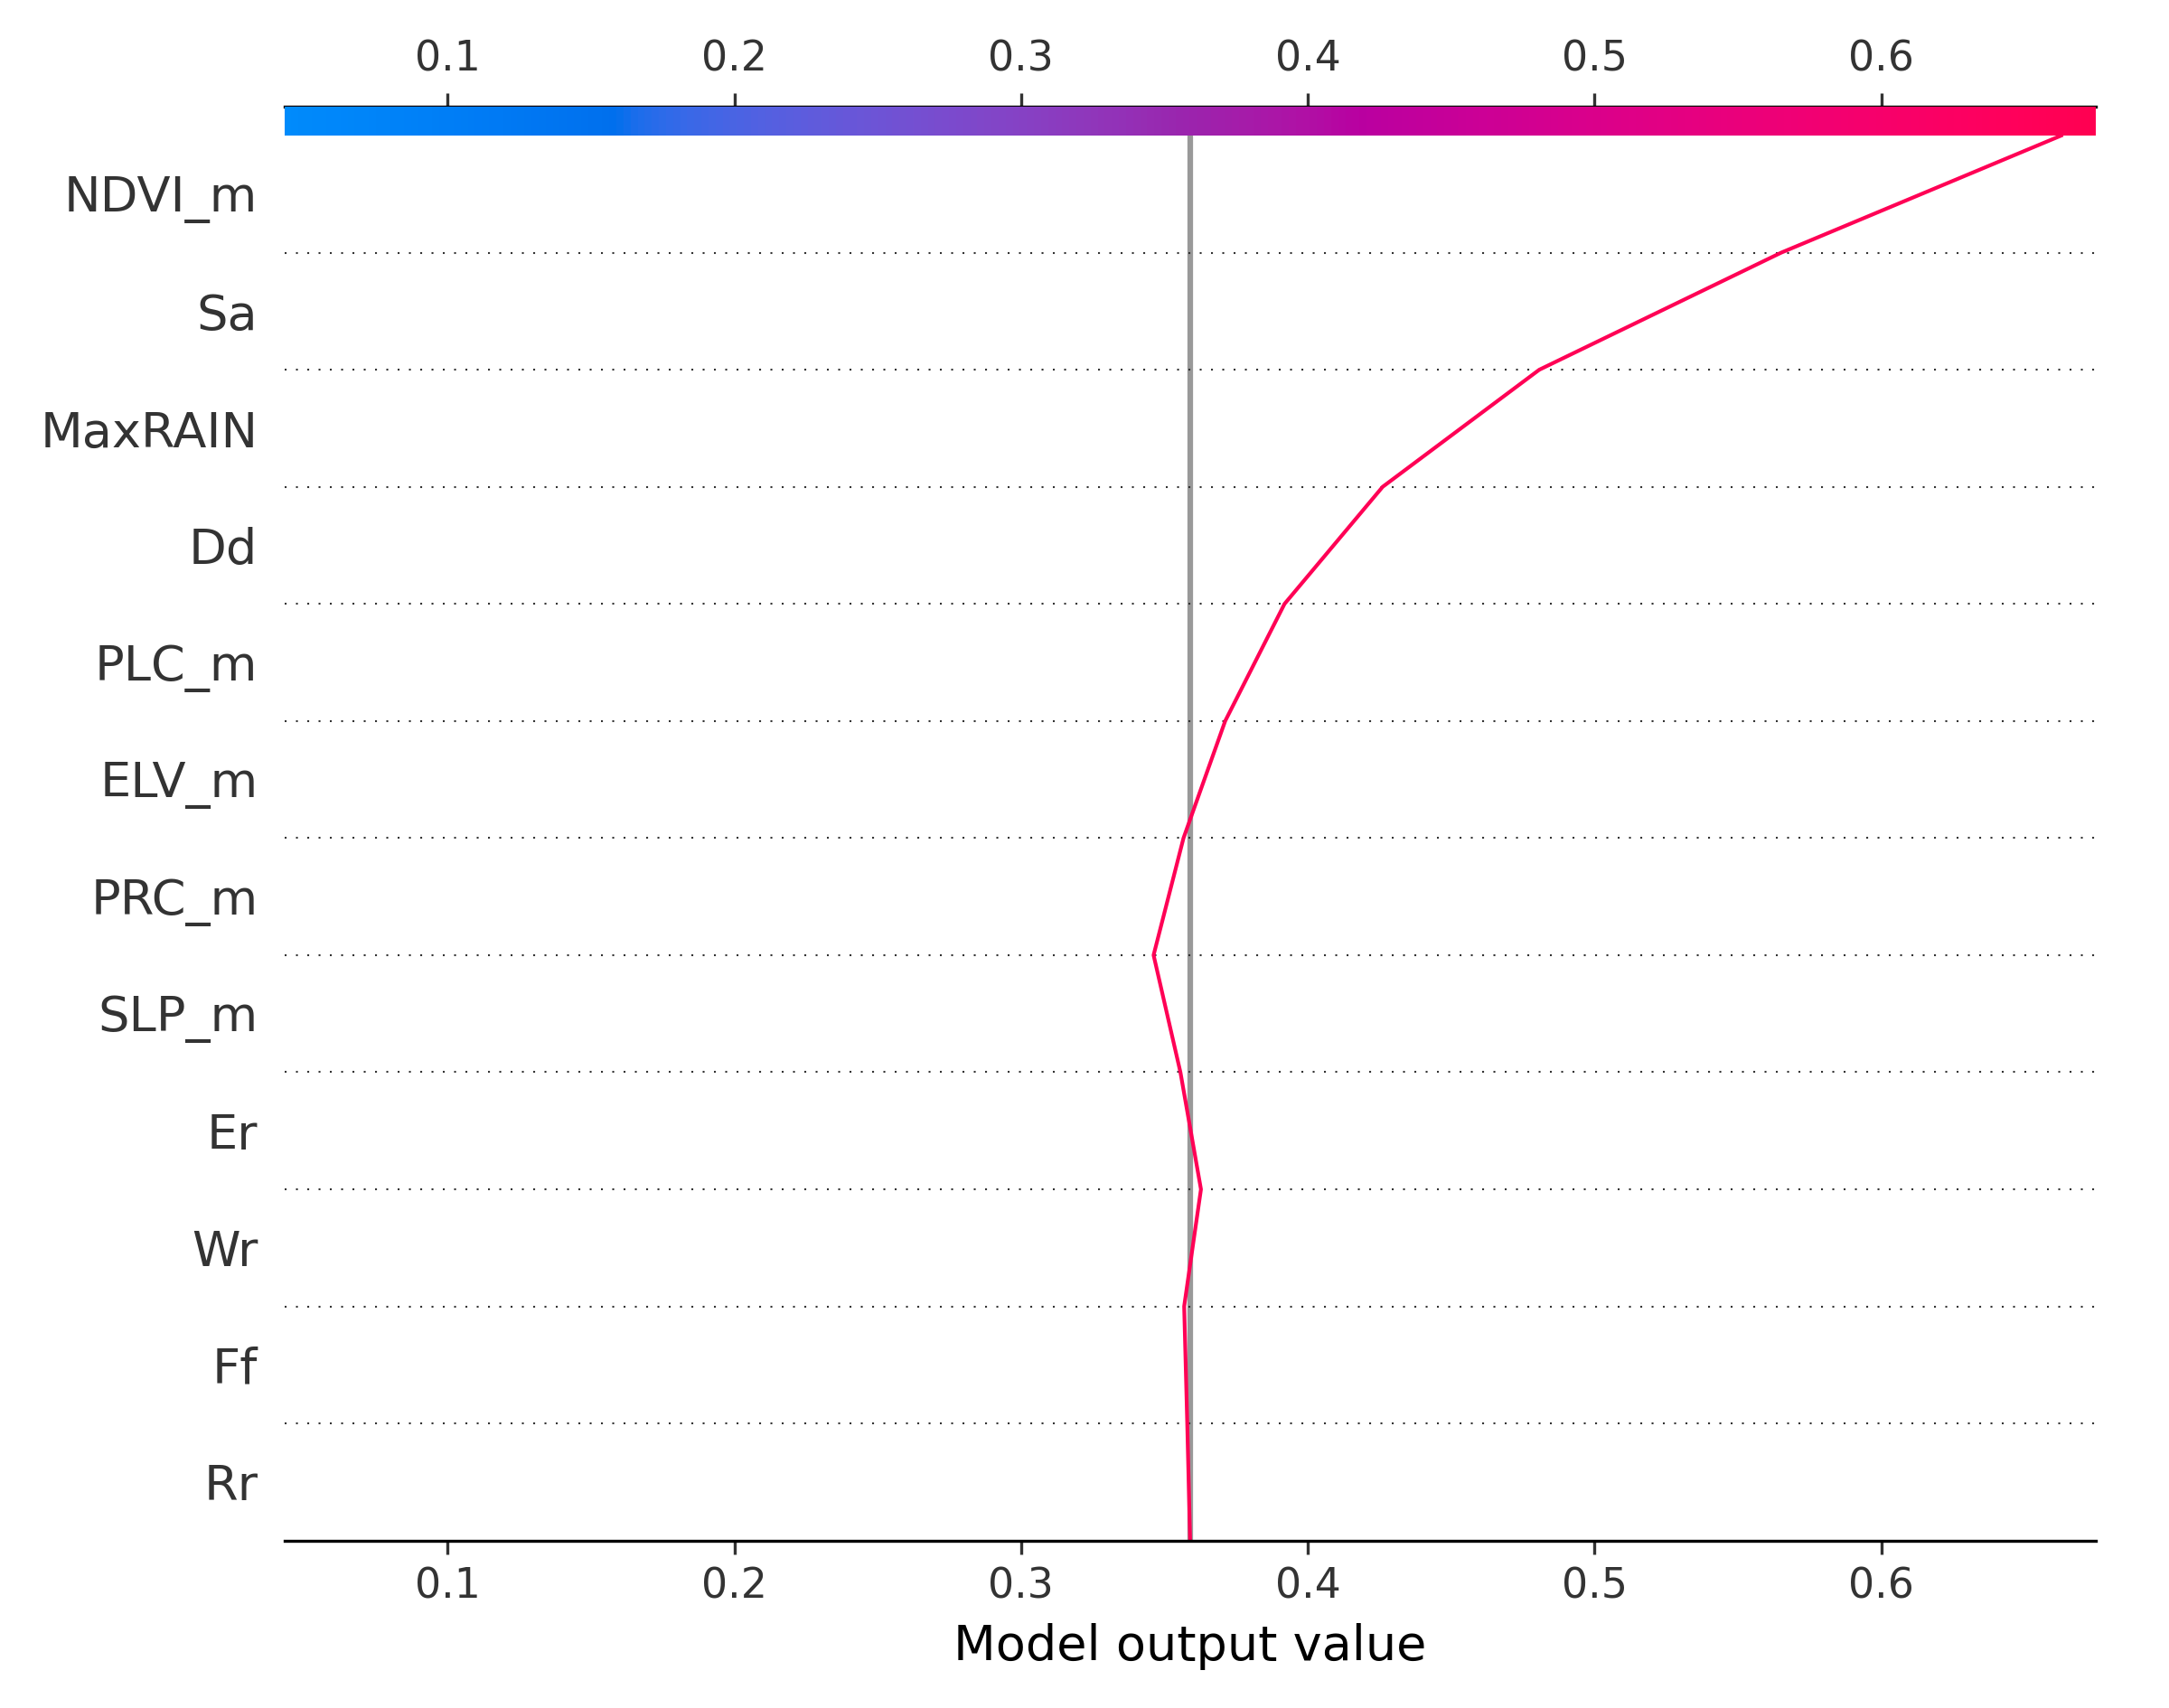 0.1 0.2 0.3 0.4 0.5 0.6
NDVI_m
Sa
MaxRAIN
Dd
PLC_m
ELV_m
PRC_m
SLP_m
Er
Wr
Ff
Rr
0.1 0.2 0.3 0.4 0.5 0.6
Model output value